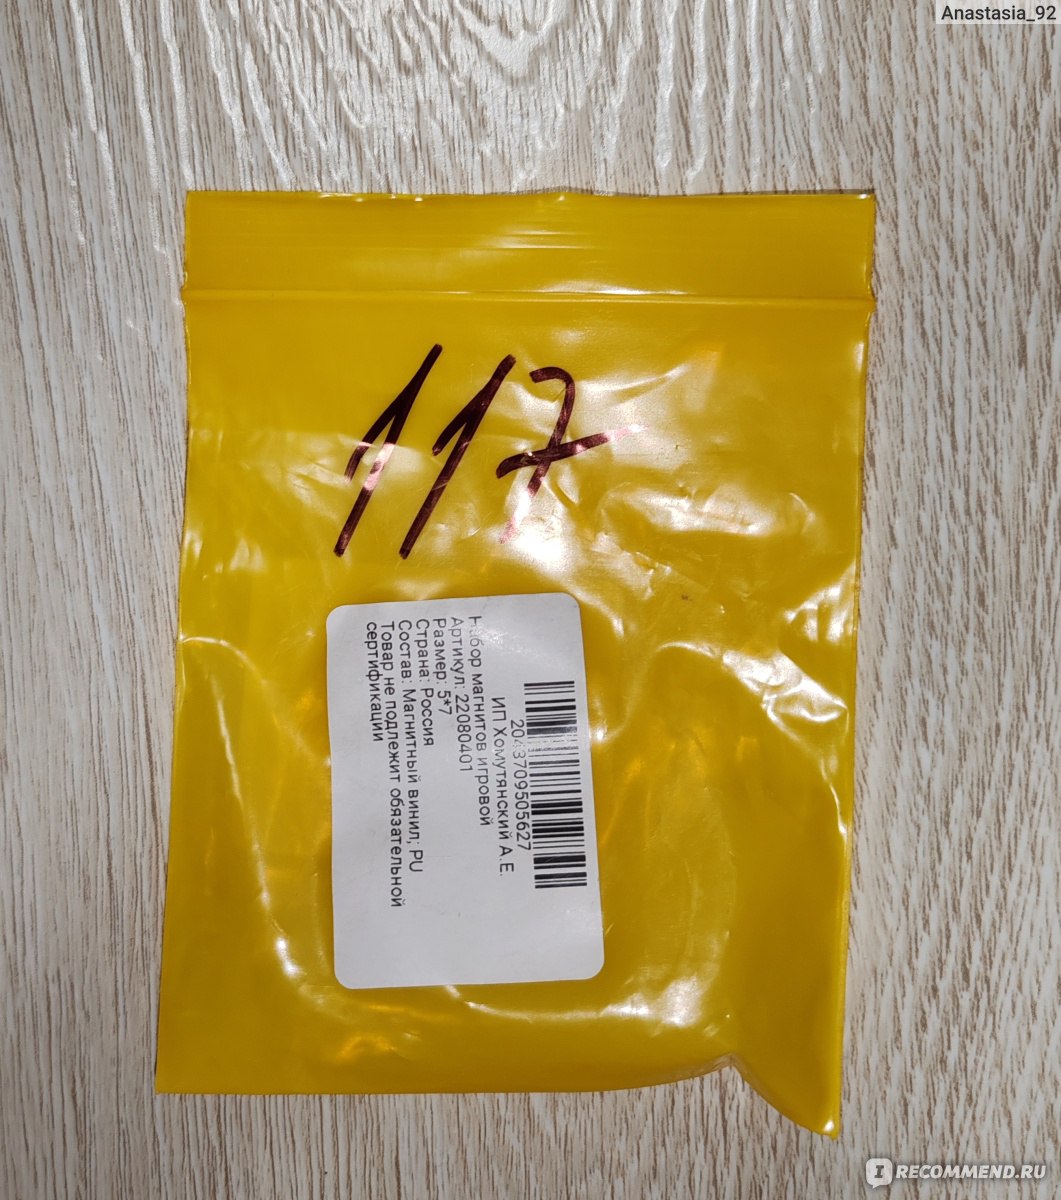 Anastasia_92
117
2043709505627
ИП Хомутянский А.Е.
Набор магнитов игровой
Артикул: 22080401
Размер: 5*7
Страна: Россия
Состав: Магнитный винил; PU
Товар не подлежит обязательной
сертификации
I RECOMMEND.RU